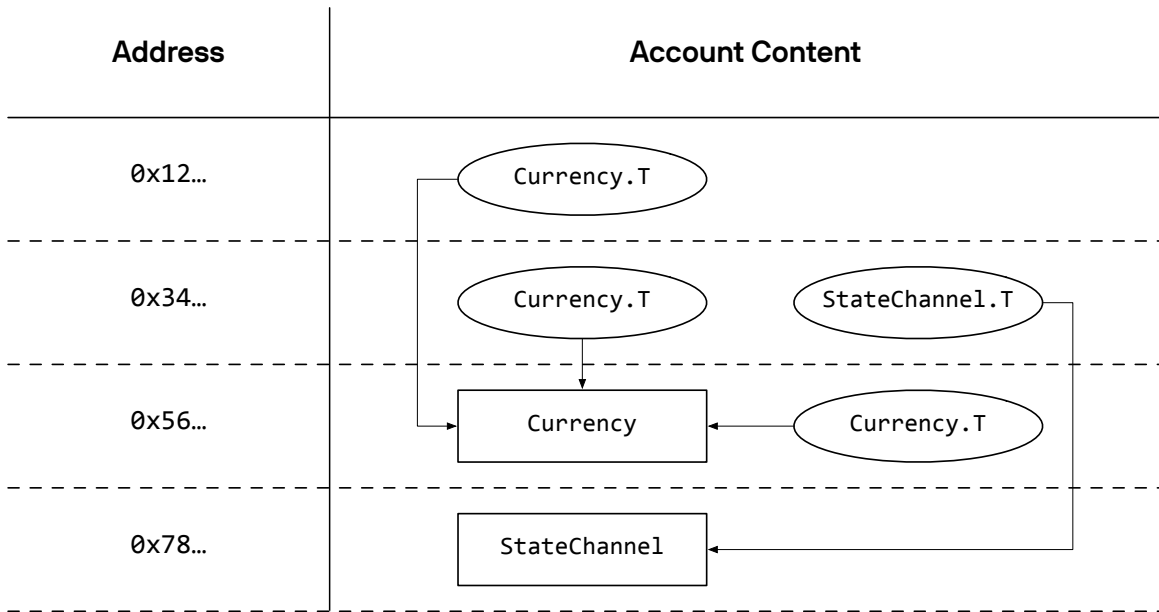 Address
Account Content
0x12…
Currency.T
0x34…
Currency.T
StateChannel.T
0x56…
Currency
Currency.T
0x78…
StateChannel